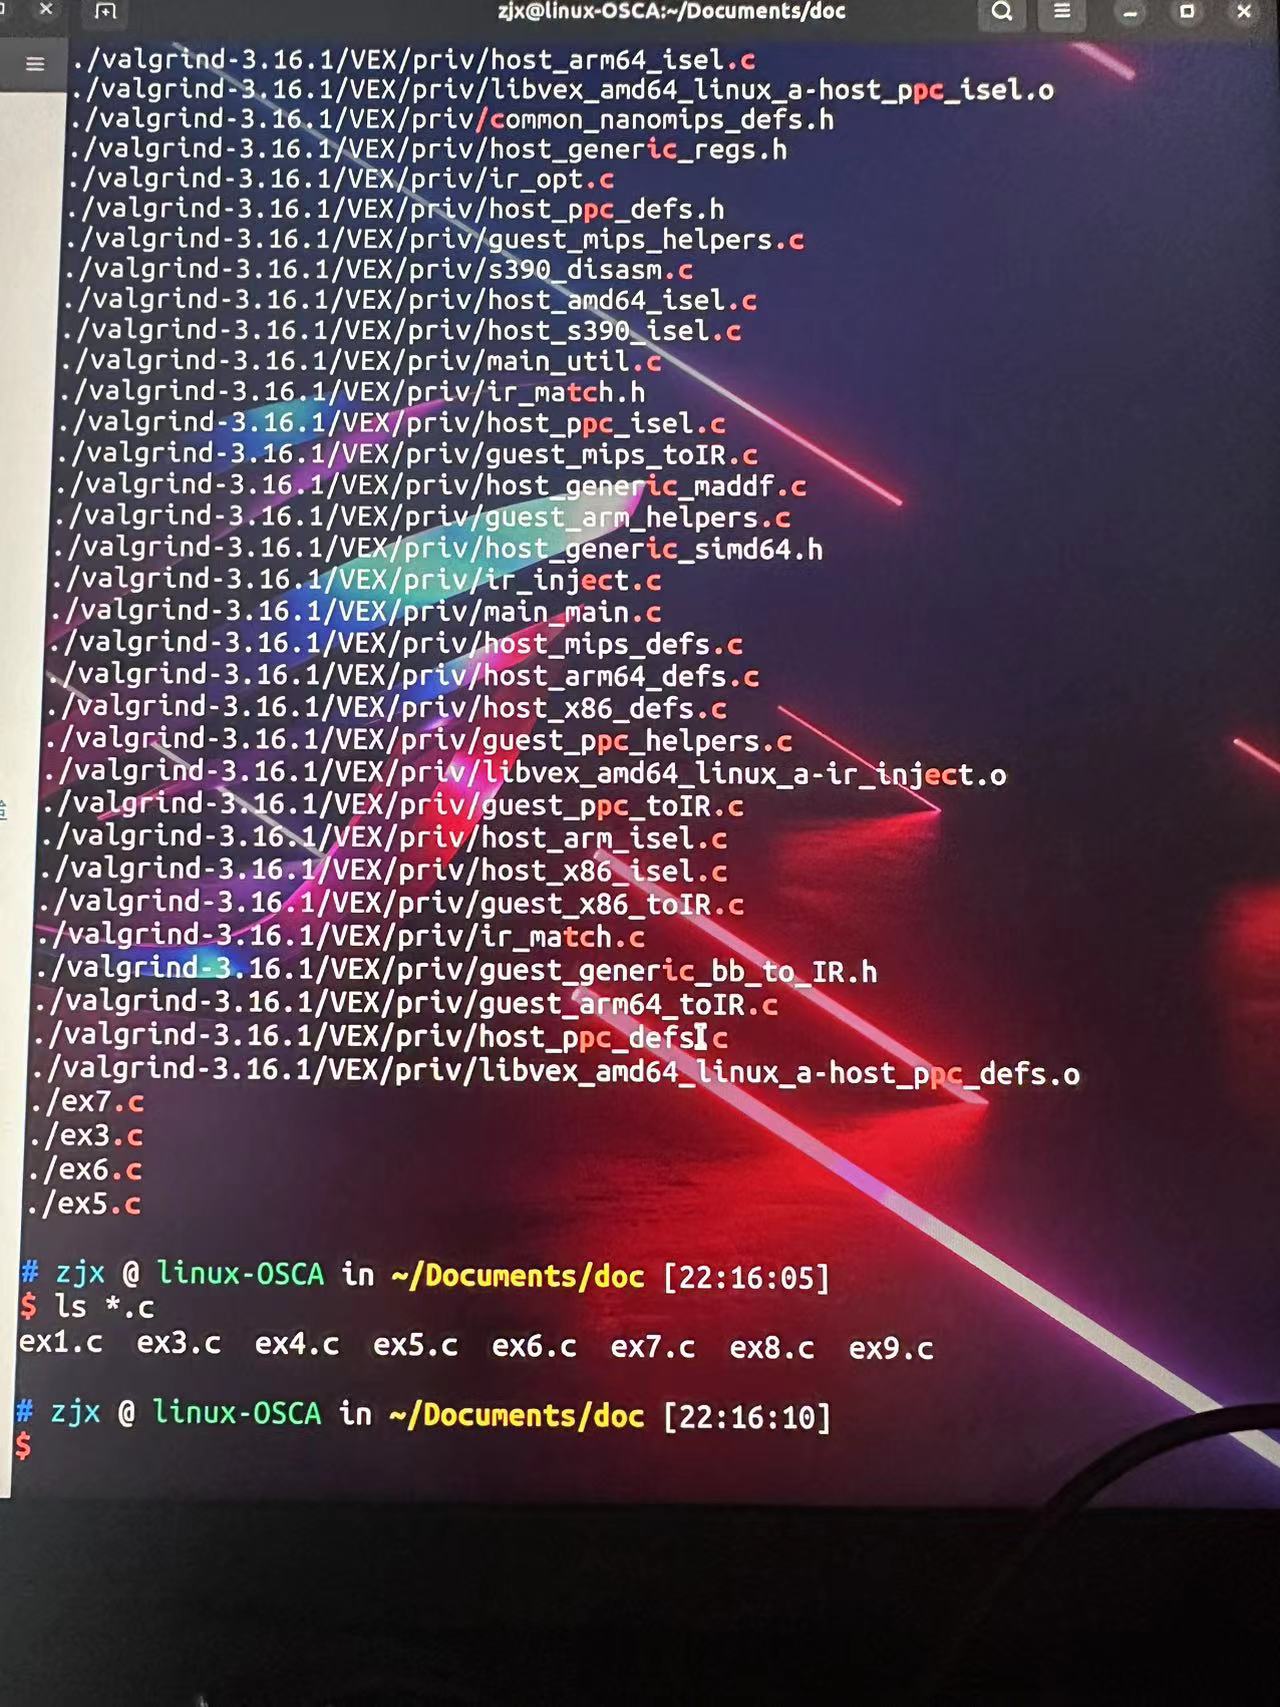 zjx@linux-OSCA:~/Documents/doc
./valgrind-3.16.1/VEX/priv/host_arm64_isel.c
./valgrind-3.16.1/VEX/priv/libvex_amd64_linux_a-host_ppc_isel.o
./valgrind-3.16.1/VEX/priv/common_nanomips_defs.h
./valgrind-3.16.1/VEX/priv/host_generic_regs.h
./valgrind-3.16.1/VEX/priv/ir_opt.c
./valgrind-3.16.1/VEX/priv/host_ppc_defs.h
./valgrind-3.16.1/VEX/priv/guest_mips_helpers.c
./valgrind-3.16.1/VEX/priv/s390_disasm.c
./valgrind-3.16.1/VEX/priv/host_amd64_isel.c
./valgrind-3.16.1/VEX/priv/host_s390_isel.c
./valgrind-3.16.1/VEX/priv/main_util.c
./valgrind-3.16.1/VEX/priv/ir_match.h
./valgrind-3.16.1/VEX/priv/host_ppc_isel.c
./valgrind-3.16.1/VEX/priv/guest_mips_toIR.c
./valgrind-3.16.1/VEX/priv/host_generic_maddf.c
./valgrind-3.16.1/VEX/priv/guest_arm_helpers.c
./valgrind-3.16.1/VEX/priv/host_generic_simd64.h
./valgrind-3.16.1/VEX/priv/ir_inject.c
./valgrind-3.16.1/VEX/priv/main_main.c
./valgrind-3.16.1/VEX/priv/host_mips_defs.c
./valgrind-3.16.1/VEX/priv/host_arm64_defs.c
./valgrind-3.16.1/VEX/priv/host_x86_defs.c
./valgrind-3.16.1/VEX/priv/guest_ppc_helpers.c
./valgrind-3.16.1/VEX/priv/libvex_amd64_linux_a-ir_inject.o
./valgrind-3.16.1/VEX/priv/guest_ppc_toIR.c
./valgrind-3.16.1/VEX/priv/host_arm_isel.c
./valgrind-3.16.1/VEX/priv/host_x86_isel.c
./valgrind-3.16.1/VEX/priv/guest_x86_toIR.c
./valgrind-3.16.1/VEX/priv/ir_match.c
./valgrind-3.16.1/VEX/priv/guest_generic_bb_to_IR.h
./valgrind-3.16.1/VEX/priv/guest_arm64_toIR.c
./valgrind-3.16.1/VEX/priv/host_ppc_defs.c
./valgrind-3.16.1/VEX/priv/libvex_amd64_linux_a-host_ppc_defs.o
./ex7.c
./ex3.c
./ex6.c
./ex5.c
# zjx @ linux-OSCA in ~/Documents/doc [22:16:05]
$ ls *.c
ex1.c ex3.c ex4.c ex5.c ex6.c ex7.c ex8.c ex9.c
# zjx @ linux-OSCA in ~/Documents/doc [22:16:10]
$